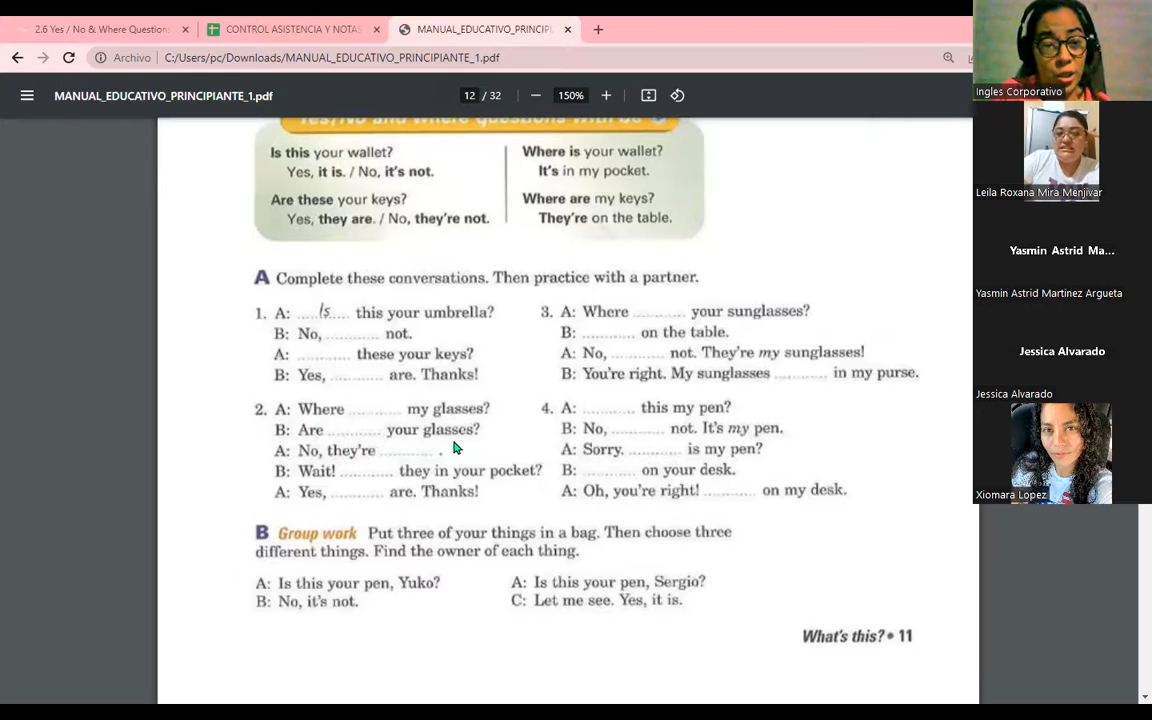 2.6 Yes / No & Where Questions
CONTROL ASISTENCIA Y NOTAS
MANUAL_EDUCATIVO_PRINCIPI
Archivo
C:/Users/pc/Downloads/MANUAL_EDUCATIVO_PRINCIPIANTE_1.pdf
MANUAL_EDUCATIVO_PRINCIPIANTE_1.pdf
12 / 32
150%
Yes/No and where questions with be
Is this your wallet?
Yes, it is. / No, it's not.
Are these your keys?
Yes, they are. / No, they're not.
Where is your wallet?
It's in my pocket.
Where are my keys?
They're on the table.
A Complete these conversations. Then practice with a partner.
1. A: ....Is.... this your umbrella?
B: No, ............ not.
A: ............ these your keys?
B: Yes, ............ are. Thanks!
2. A: Where ............ my glasses?
B: Are ............ your glasses?
A: No, they're ............ .
B: Wait! ............ they in your pocket?
A: Yes, ............ are. Thanks!
3. A: Where ............ your sunglasses?
B: ............ on the table.
A: No, ............ not. They're my sunglasses!
B: You're right. My sunglasses ............ in my purse.
4. A: ............ this my pen?
B: No, ............ not. It's my pen.
A: Sorry. ............ is my pen?
B: ............ on your desk.
A: Oh, you're right! ............ on my desk.
B Group work Put three of your things in a bag. Then choose three
different things. Find the owner of each thing.
A: Is this your pen, Yuko?
B: No, it's not.
A: Is this your pen, Sergio?
C: Let me see. Yes, it is.
What's this? • 11
Ingles Corporativo
Leila Roxana Mira Menjivar
Yasmin Astrid Ma...
Yasmin Astrid Martinez Argueta
Jessica Alvarado
Jessica Alvarado
Xiomara Lopez